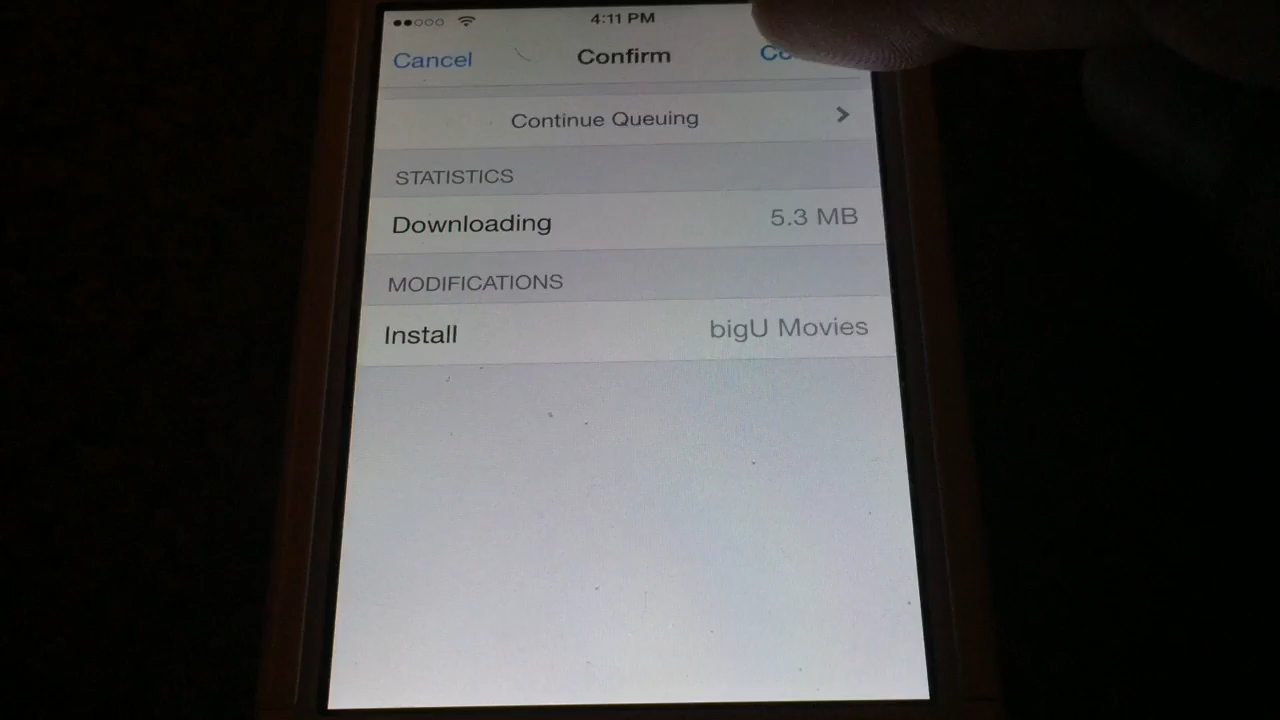 4:11 PM
Cancel Confirm
Continue Queuing
STATISTICS
Downloading 5.3 MB
MODIFICATIONS
Install bigU Movies